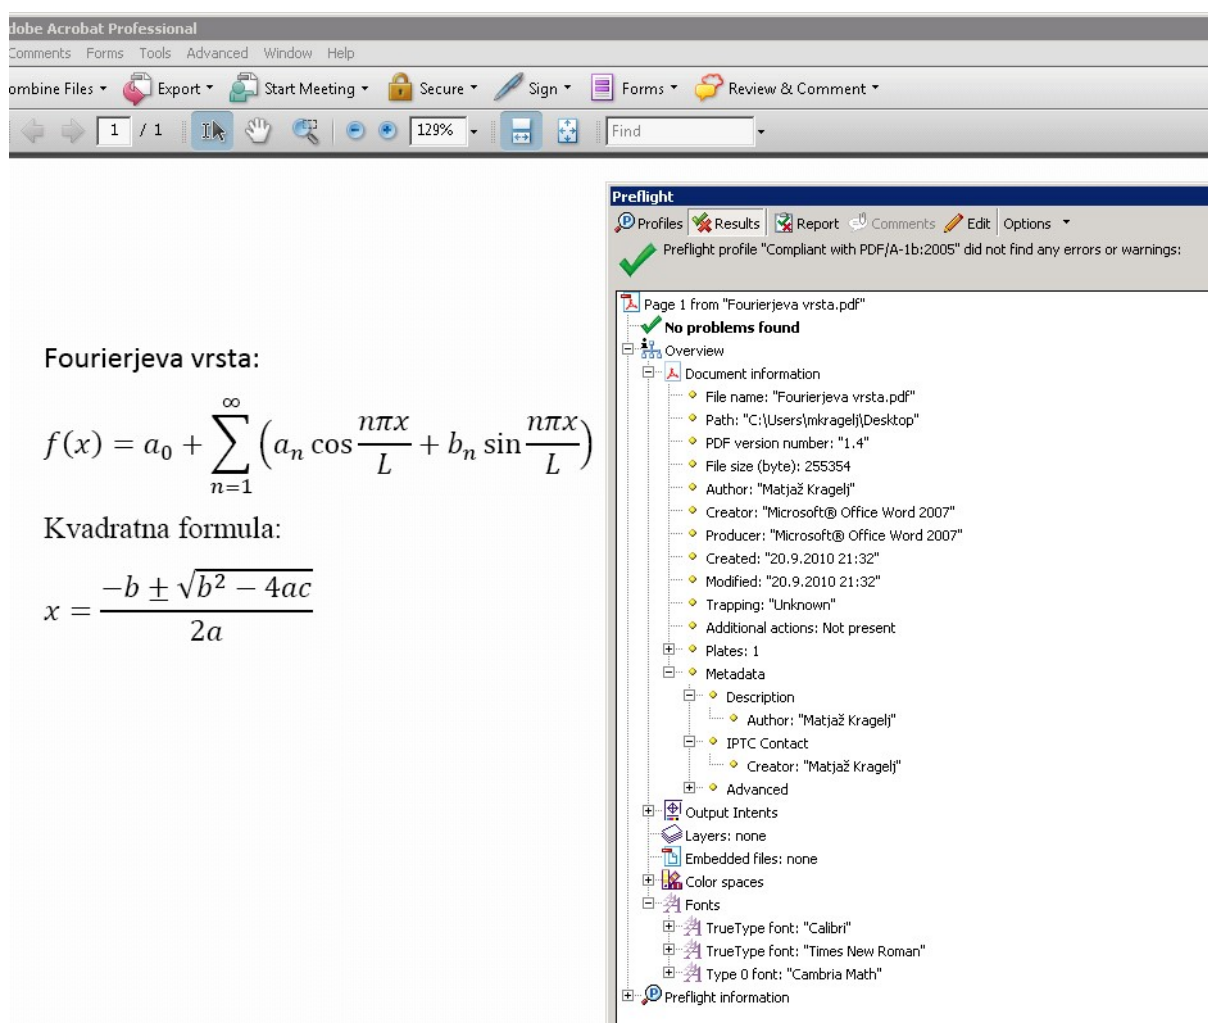 dobe Acrobat Professional
Comments Forms Tools Advanced Window Help
ombine Files Export Start Meeting Secure Sign Forms Review & Comment
1 / 1 129% Find
Fourierjeva vrsta:
f(x) = a₀ + ∑_{n=1}^{∞} (aₙ cos nπx/L + bₙ sin nπx/L)
Kvadratna formula:
x = (−b ± √(b² − 4ac)) / 2a
Preflight
Profiles Results Report Comments Edit Options
Preflight profile "Compliant with PDF/A-1b:2005" did not find any errors or warnings:
Page 1 from "Fourierjeva vrsta.pdf"
No problems found
Overview
Document information
File name: "Fourierjeva vrsta.pdf"
Path: "C:\Users\mkragelj\Desktop"
PDF version number: "1.4"
File size (byte): 255354
Author: "Matjaž Kragelj"
Creator: "Microsoft® Office Word 2007"
Producer: "Microsoft® Office Word 2007"
Created: "20.9.2010 21:32"
Modified: "20.9.2010 21:32"
Trapping: "Unknown"
Additional actions: Not present
Plates: 1
Metadata
Description
Author: "Matjaž Kragelj"
IPTC Contact
Creator: "Matjaž Kragelj"
Advanced
Output Intents
Layers: none
Embedded files: none
Color spaces
Fonts
TrueType font: "Calibri"
TrueType font: "Times New Roman"
Type 0 font: "Cambria Math"
Preflight information